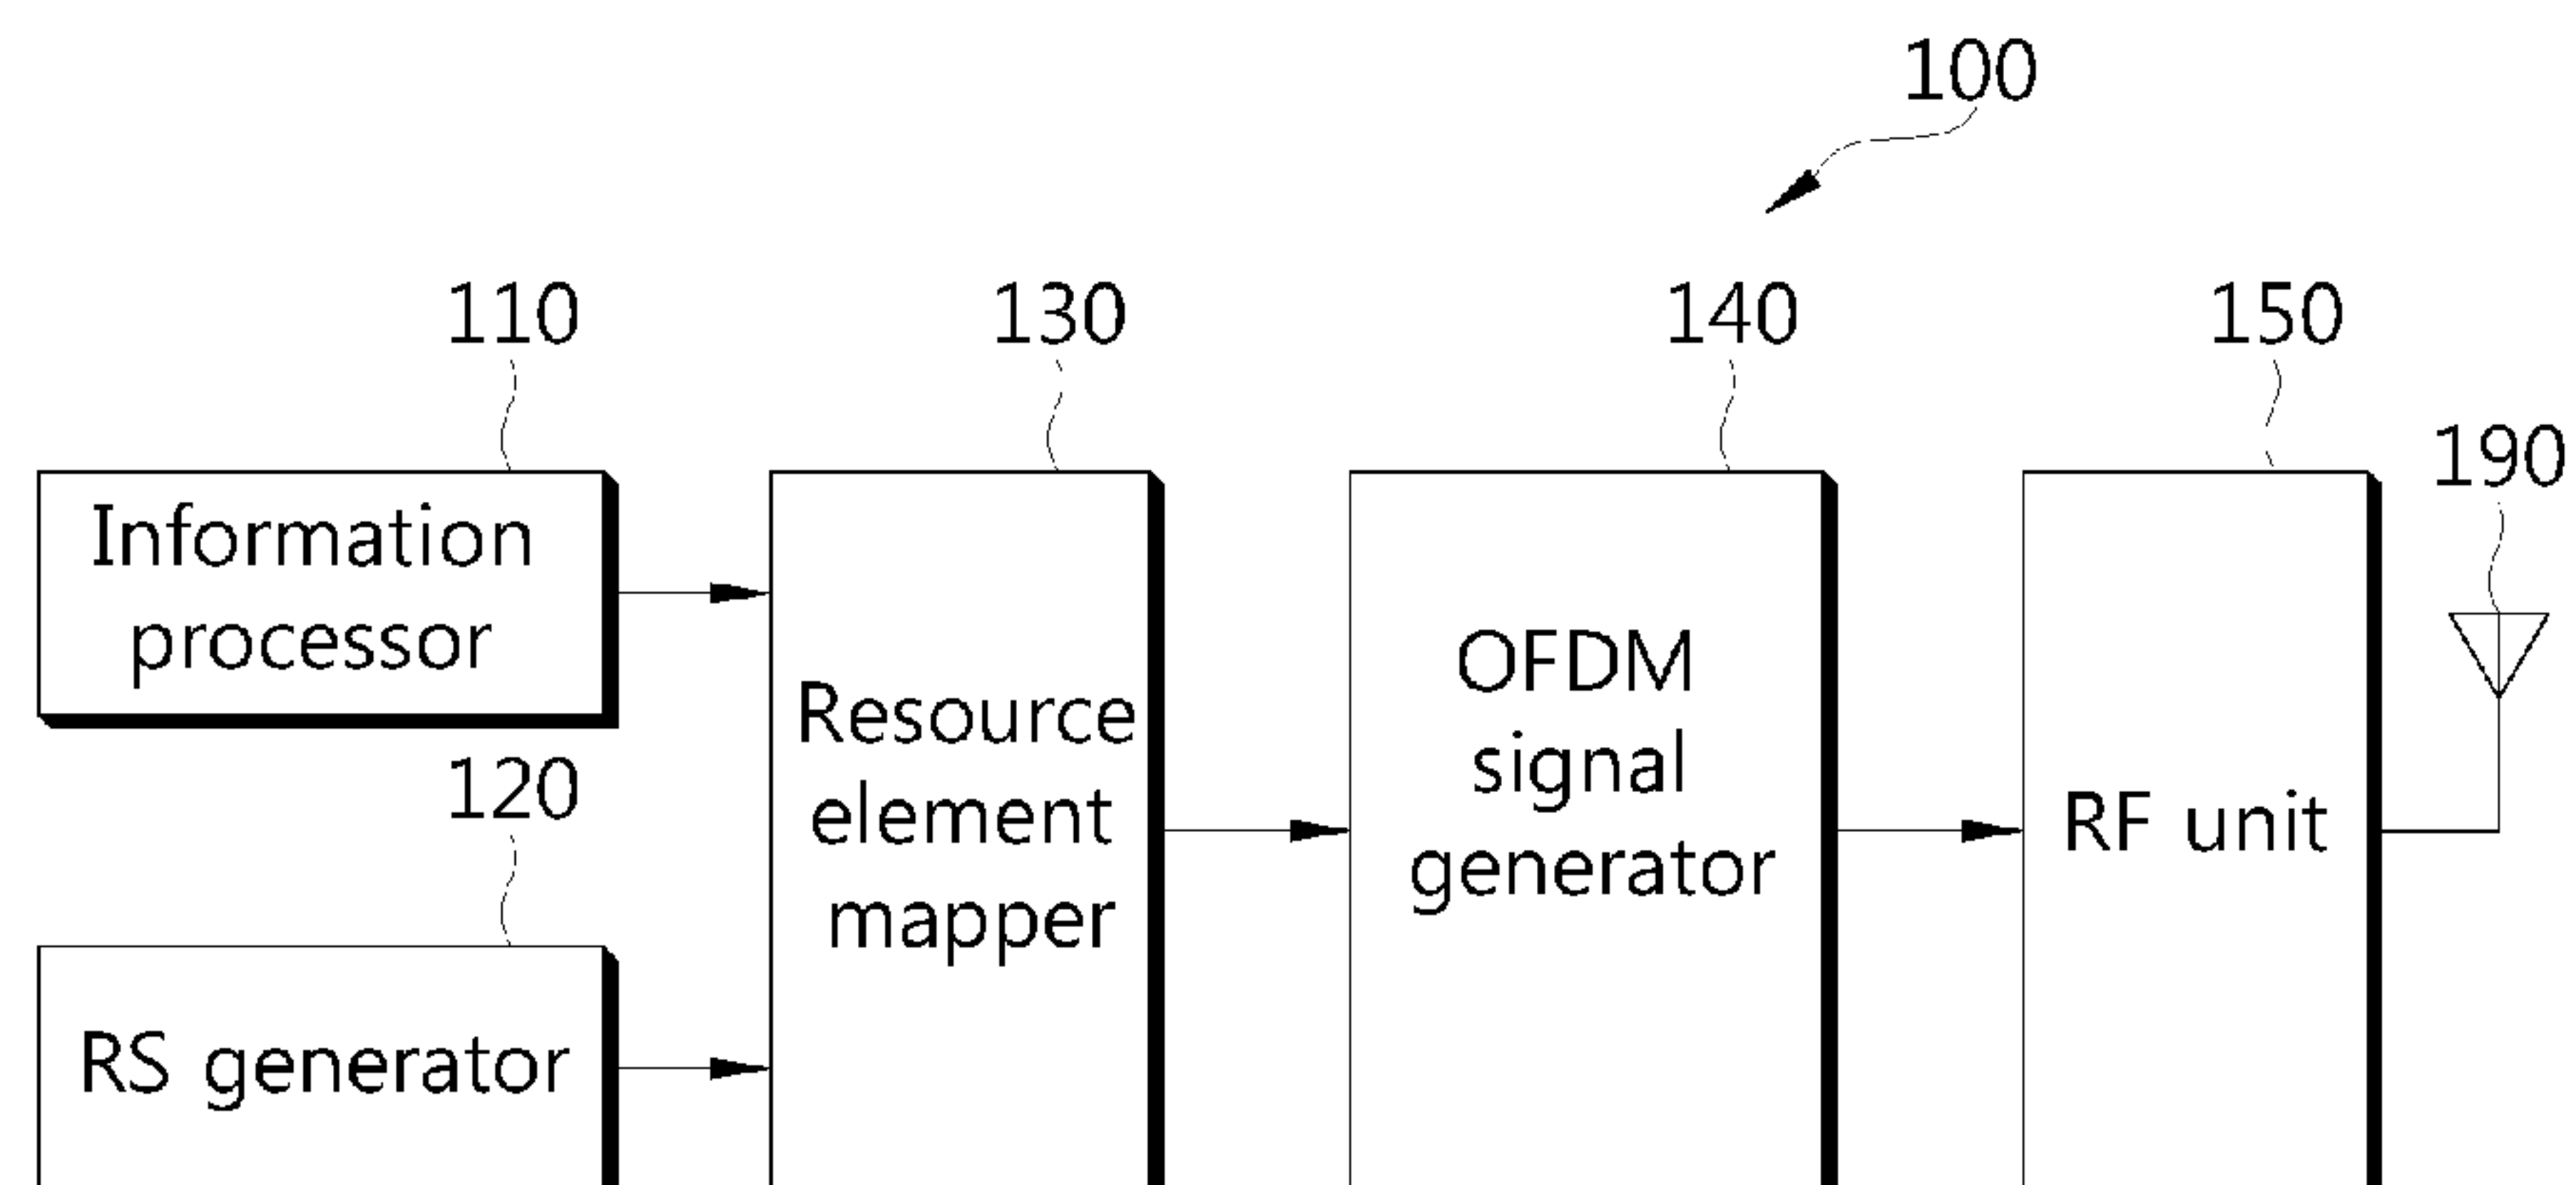 100
110
130
140
150
190
Information
processor
120
RS generator
Resource
element
mapper
OFDM
signal
generator
RF unit